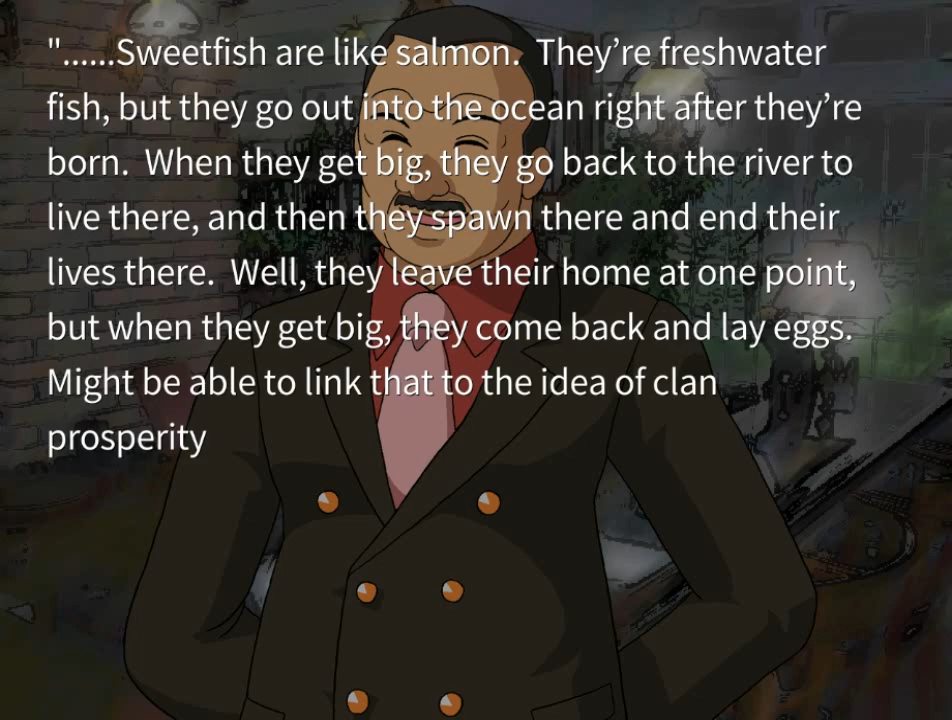 "......Sweetfish are like salmon.  They’re freshwater
fish, but they go out into the ocean right after they’re
born.  When they get big, they go back to the river to
live there, and then they spawn there and end their
lives there.  Well, they leave their home at one point,
but when they get big, they come back and lay eggs.
Might be able to link that to the idea of clan
prosperity